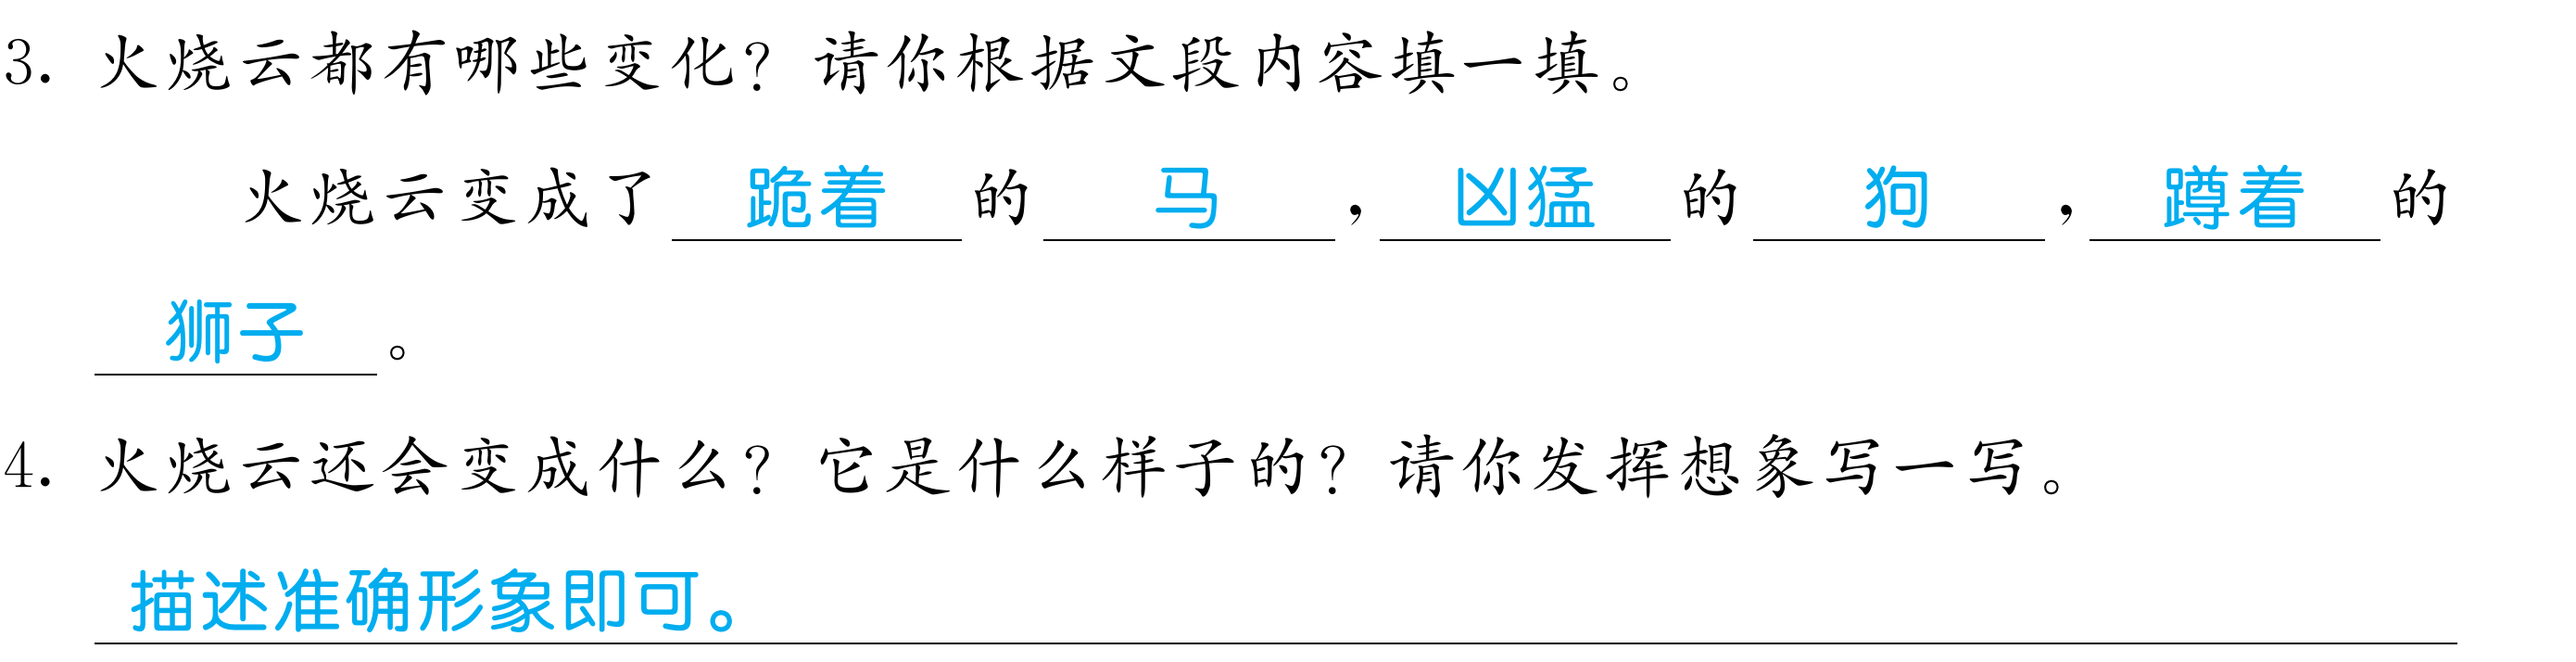 3. 火烧云都有哪些变化？请你根据文段内容填一填。
火烧云变成了 跪着 的 马 ，凶猛 的 狗 ，蹲着 的
狮子 。
4. 火烧云还会变成什么？它是什么样子的？请你发挥想象写一写。
描述准确形象即可。